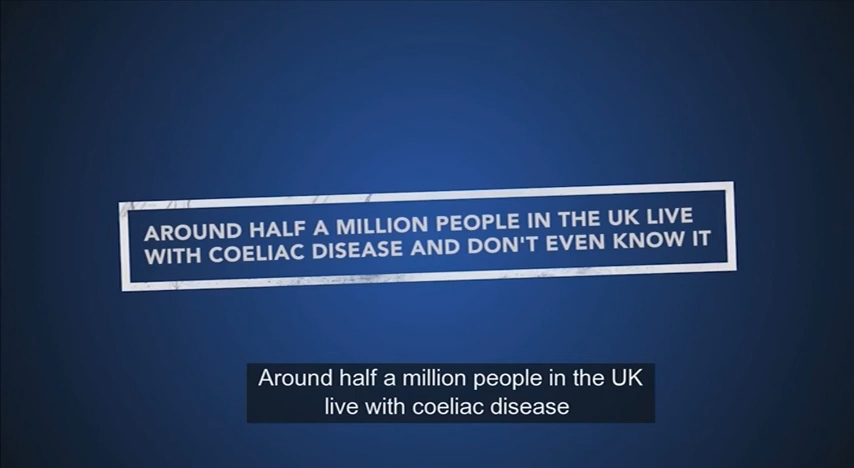 AROUND HALF A MILLION PEOPLE IN THE UK LIVE
WITH COELIAC DISEASE AND DON'T EVEN KNOW IT
Around half a million people in the UK
live with coeliac disease